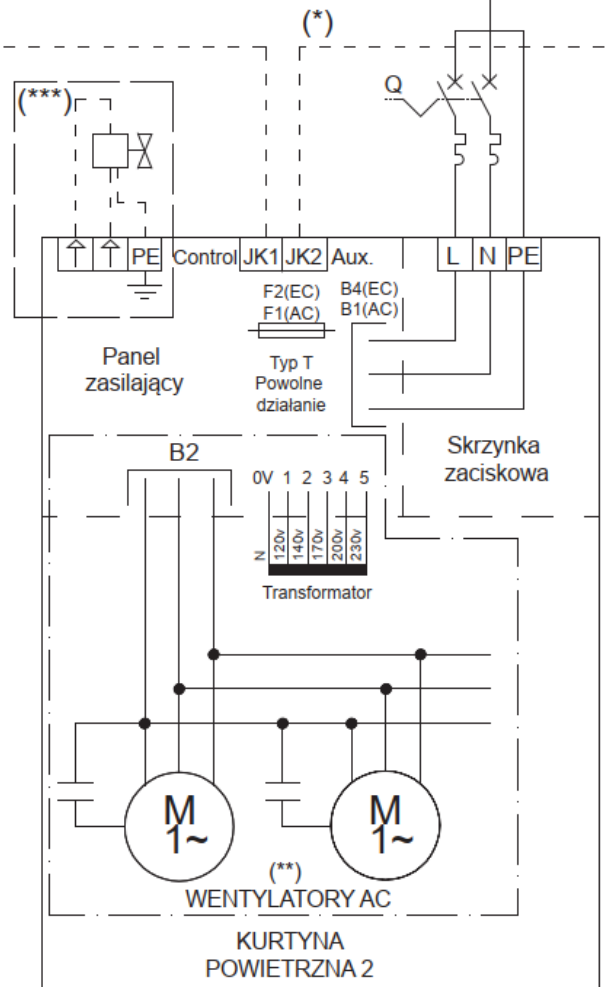 (*)
(***)
Q
PE Control JK1 JK2 Aux. L N PE
F2(EC) B4(EC)
F1(AC) B1(AC)
Panel
zasilający
Typ T
Powolne
działanie
Skrzynka
zaciskowa
B2
0V 1 2 3 4 5
N 120v 140v 170v 200v 230v
Transformator
M
1~
M
1~
(**)
WENTYLATORY AC
KURTYNA
POWIETRZNA 2